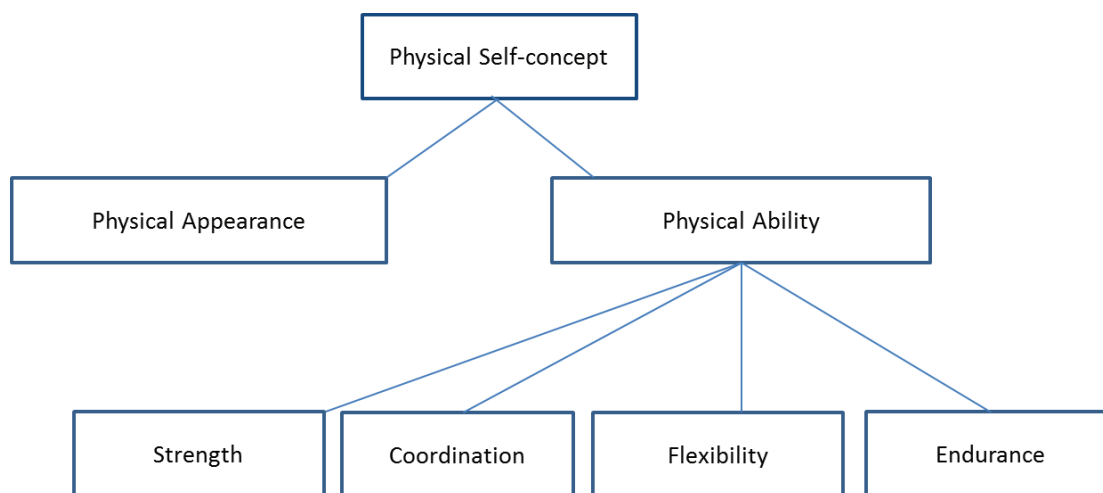 Physical Self-concept
Physical Appearance
Physical Ability
Strength
Coordination
Flexibility
Endurance